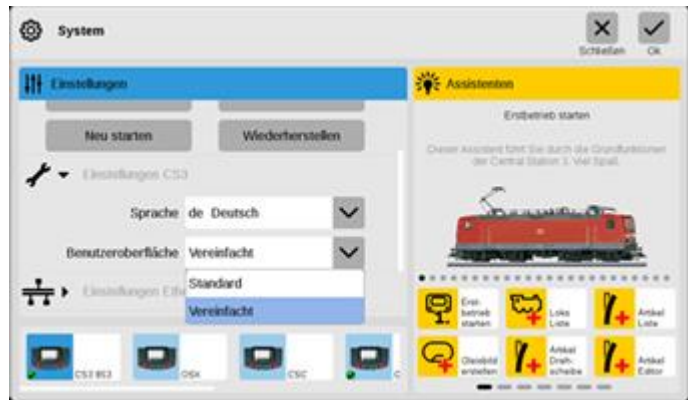 System
Schließen
Ok
Einstellungen
Neu starten
Wiederherstellen
Einstellungen CS3
Sprache
de Deutsch
Benutzeroberfläche
Vereinfacht
Standard
Vereinfacht
Einstellungen
CS3
OSX
CSC
C
Assistenten
Erstbetrieb starten
Dieser Assistent führt Sie durch die Grundfunktionen
der Central Station 3. Viel Spaß.
Erst-
betrieb
starten
Loks
Liste
Artikel
Liste
Gleisbild
erstellen
Artikel
Dreh-
scheibe
Artikel
Editor